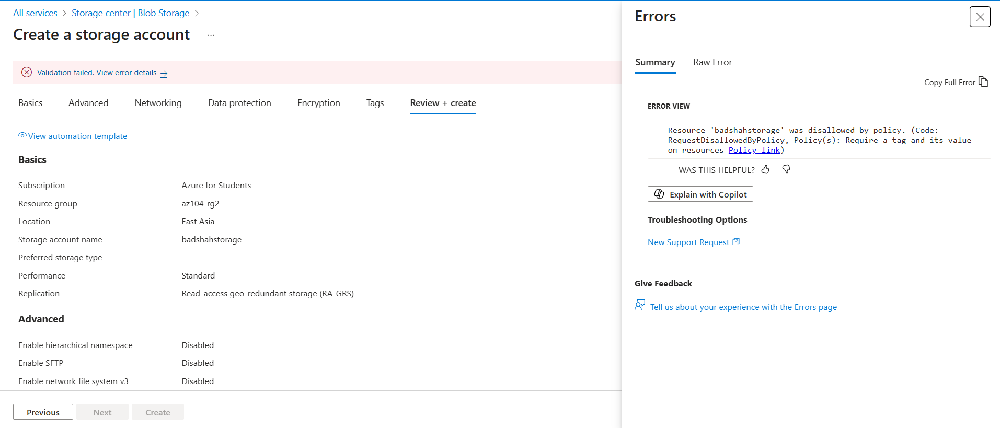 All services > Storage center | Blob Storage >
Create a storage account ...
Validation failed. View error details →
Basics Advanced Networking Data protection Encryption Tags Review + create
View automation template
Basics
Subscription Azure for Students
Resource group az104-rg2
Location East Asia
Storage account name badshahstorage
Preferred storage type
Performance Standard
Replication Read-access geo-redundant storage (RA-GRS)
Advanced
Enable hierarchical namespace Disabled
Enable SFTP Disabled
Enable network file system v3 Disabled
Previous Next Create
Errors
Summary Raw Error
Copy Full Error
ERROR VIEW
Resource 'badshahstorage' was disallowed by policy. (Code:
RequestDisallowedByPolicy, Policy(s): Require a tag and its value
on resources Policy link)
WAS THIS HELPFUL?
Explain with Copilot
Troubleshooting Options
New Support Request
Give Feedback
Tell us about your experience with the Errors page